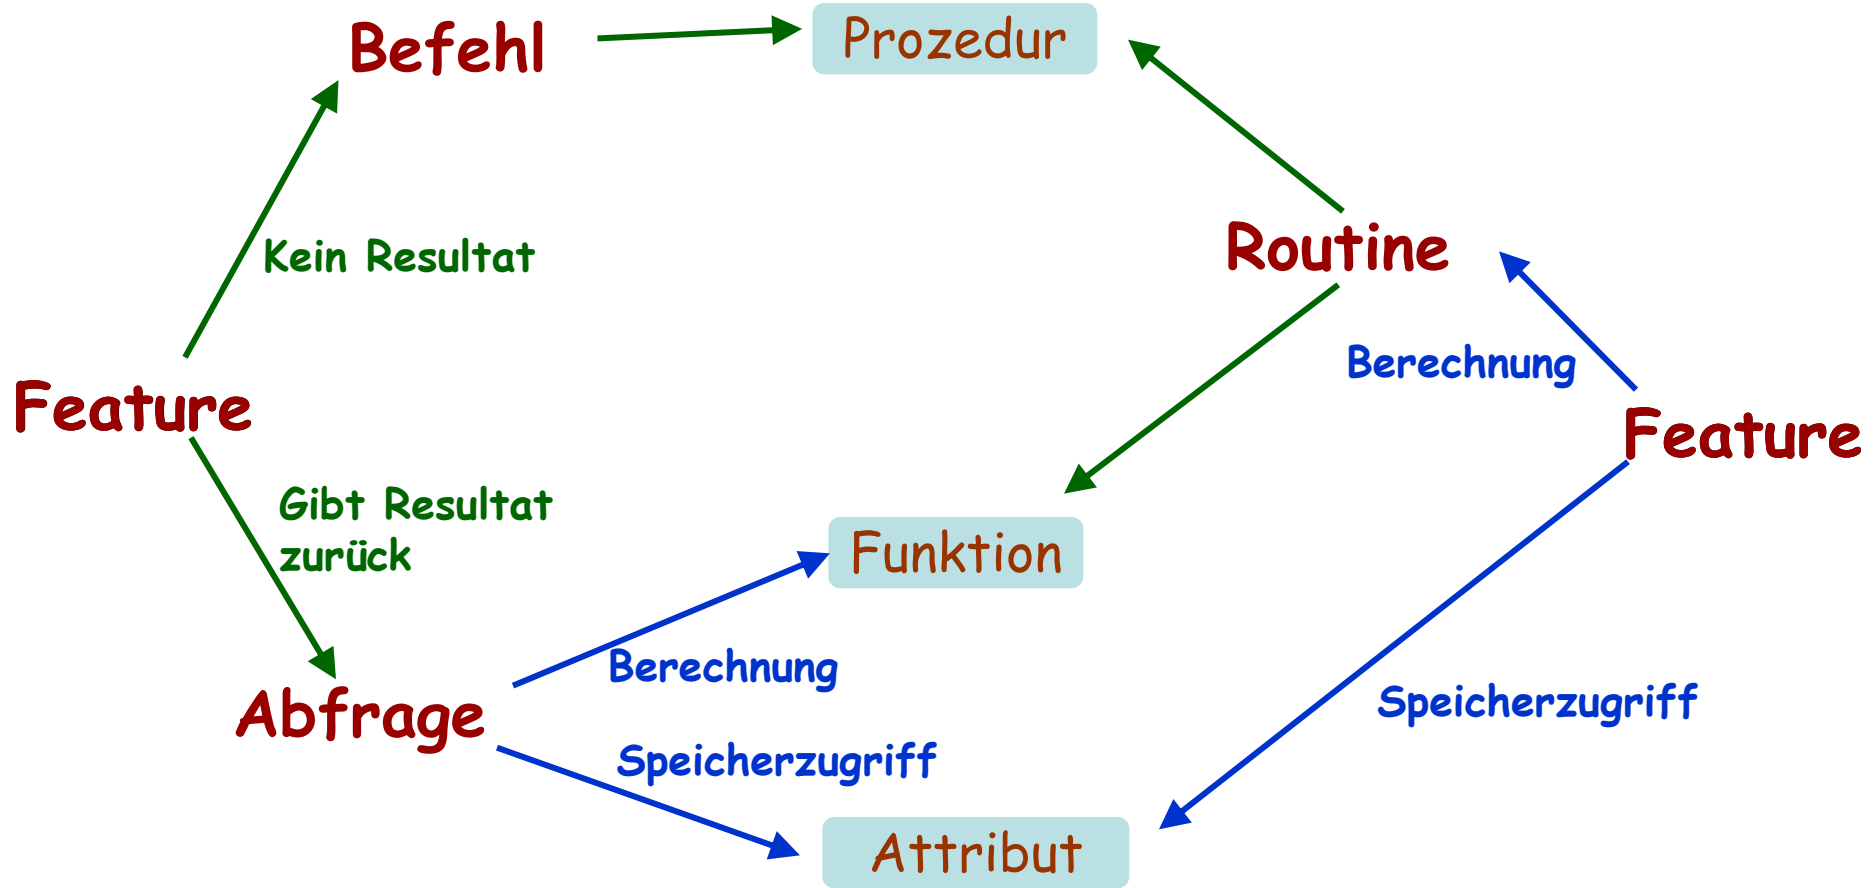 Befehl
Prozedur
Kein Resultat
Routine
Berechnung
Feature
Feature
Gibt Resultat
zurück
Funktion
Berechnung
Abfrage
Speicherzugriff
Speicherzugriff
Attribut